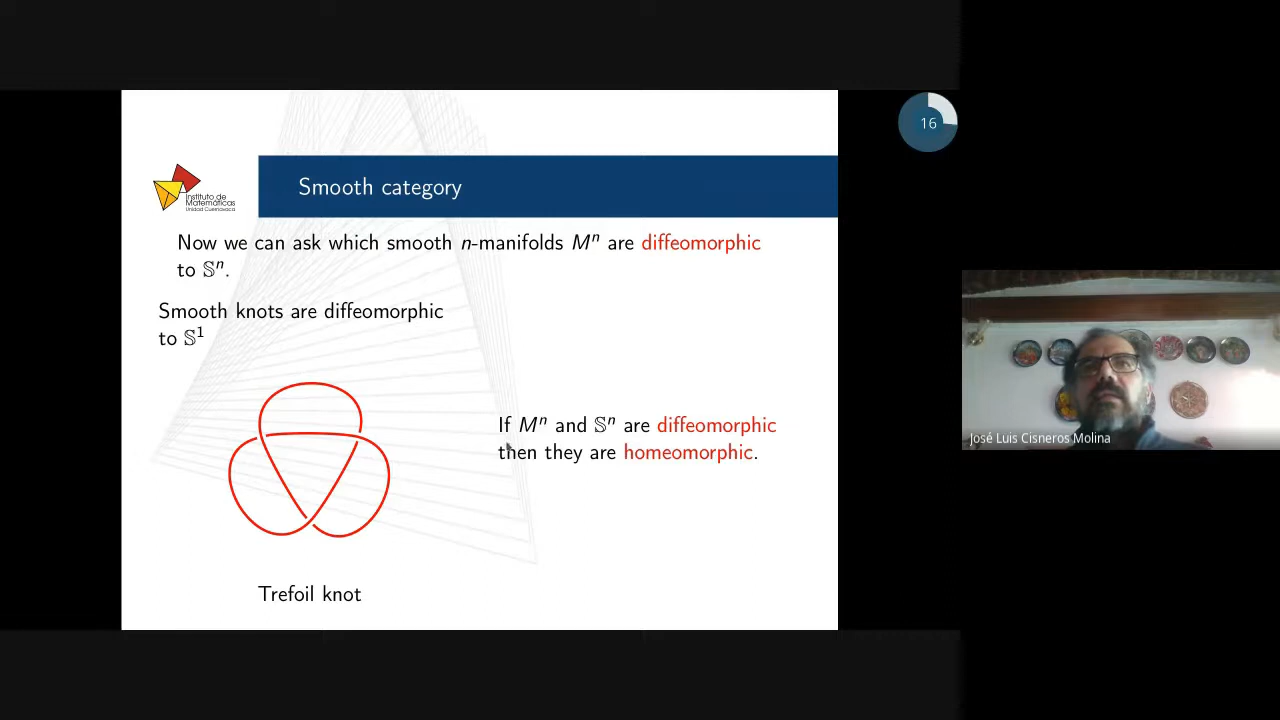 16
Smooth category
Instituto de
Matemáticas
Unidad Cuernavaca
Now we can ask which smooth n-manifolds Mⁿ are diffeomorphic
to 𝕊ⁿ.
Smooth knots are diffeomorphic
to 𝕊¹
If Mⁿ and 𝕊ⁿ are diffeomorphic
then they are homeomorphic.
Trefoil knot
José Luis Cisneros Molina